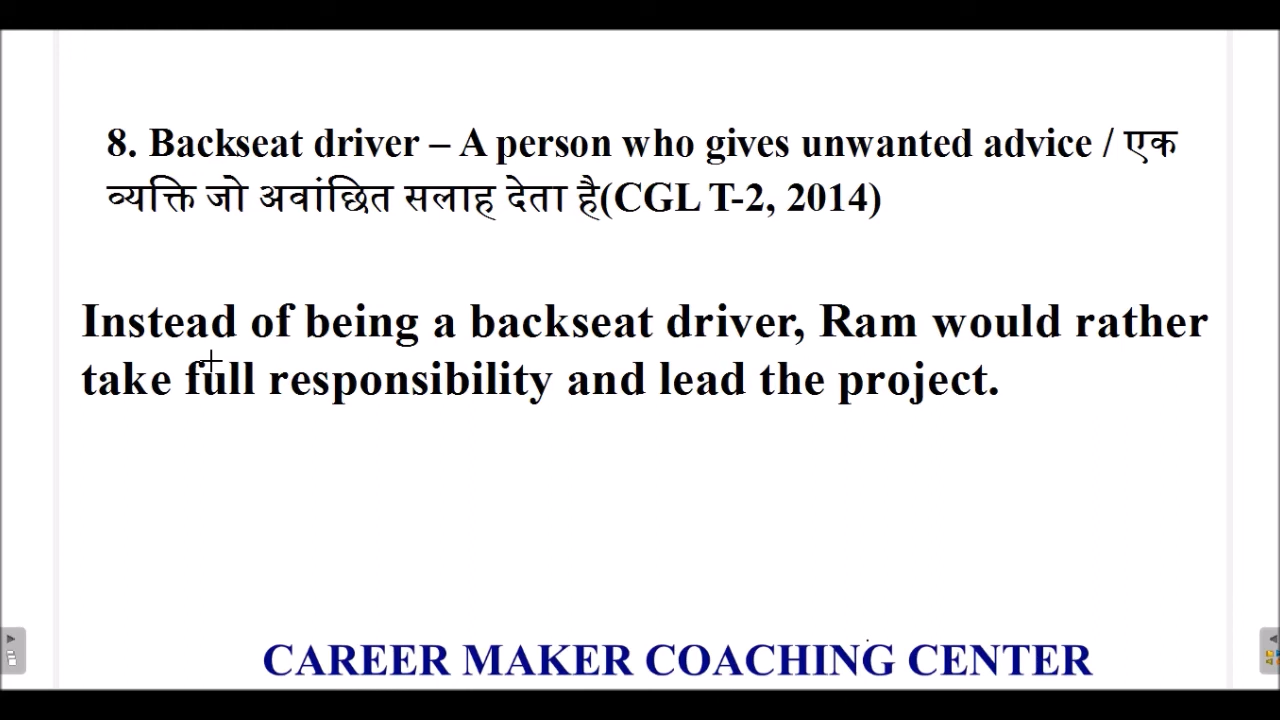 8. Backseat driver – A person who gives unwanted advice / एक
व्यक्ति जो अवांछित सलाह देता है(CGL T-2, 2014)
Instead of being a backseat driver, Ram would rather
take full responsibility and lead the project.
CAREER MAKER COACHING CENTER